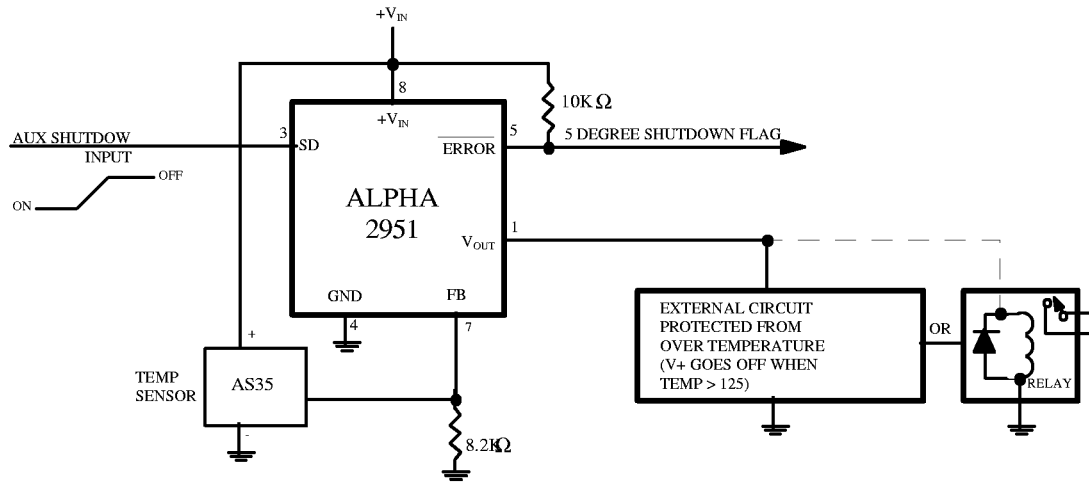 +VIN
8
+VIN
10KΩ
AUX SHUTDOW
INPUT
3
SD
5
ERROR
5 DEGREE SHUTDOWN FLAG
ON
OFF
ALPHA
2951
1
VOUT
GND
FB
4
7
EXTERNAL CIRCUIT
PROTECTED FROM
OVER TEMPERATURE
(V+ GOES OFF WHEN
TEMP > 125)
OR
RELAY
+
TEMP
SENSOR
AS35
-
8.2KΩ